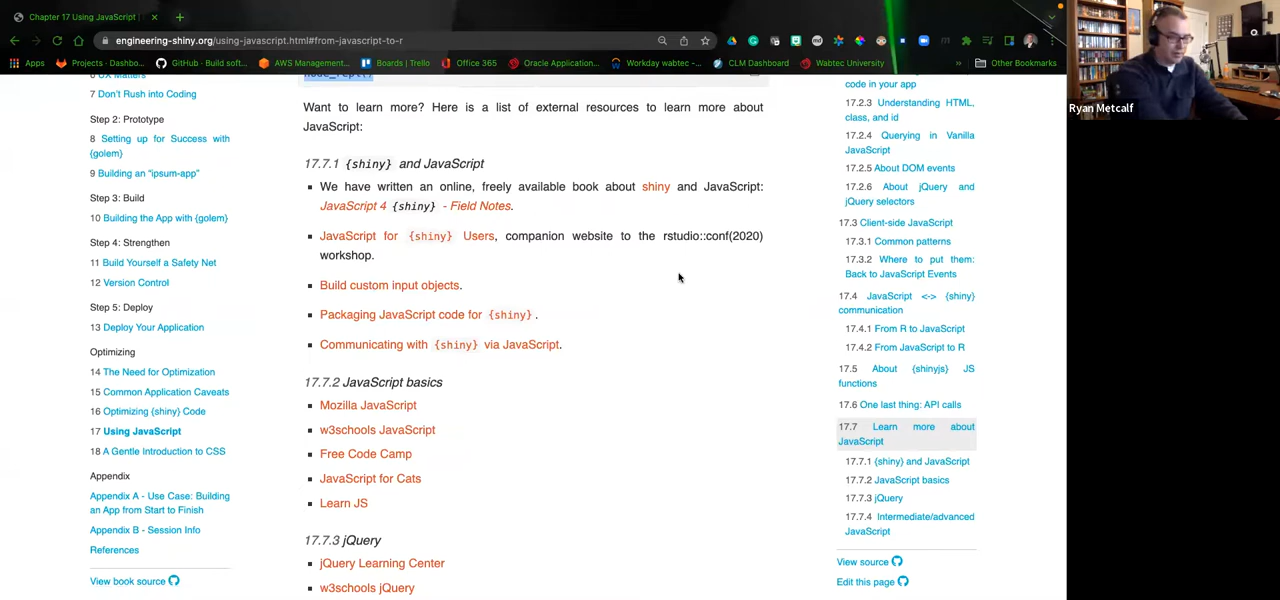 Chapter 17 Using JavaScript |
engineering-shiny.org/using-javascript.html#from-javascript-to-r
Apps
Projects · Dashbo...
GitHub · Build soft...
AWS Management...
Boards | Trello
Office 365
Oracle Application...
Workday wabtec –...
CLM Dashboard
Wabtec University
Other Bookmarks
Ryan Metcalf
UX Matters
7 Don't Rush into Coding
Step 2: Prototype
8 Setting up for Success with
{golem}
9 Building an "ipsum-app"
Step 3: Build
10 Building the App with {golem}
Step 4: Strengthen
11 Build Yourself a Safety Net
12 Version Control
Step 5: Deploy
13 Deploy Your Application
Optimizing
14 The Need for Optimization
15 Common Application Caveats
16 Optimizing {shiny} Code
17 Using JavaScript
18 A Gentle Introduction to CSS
Appendix
Appendix A - Use Case: Building
an App from Start to Finish
Appendix B - Session Info
References
View book source
node_repl()
Want to learn more? Here is a list of external resources to learn more about
JavaScript:
17.7.1 {shiny} and JavaScript
▪ We have written an online, freely available book about shiny and JavaScript:
JavaScript 4 {shiny} - Field Notes.
▪ JavaScript for {shiny} Users, companion website to the rstudio::conf(2020)
workshop.
▪ Build custom input objects.
▪ Packaging JavaScript code for {shiny} .
▪ Communicating with {shiny} via JavaScript.
17.7.2 JavaScript basics
▪ Mozilla JavaScript
▪ w3schools JavaScript
▪ Free Code Camp
▪ JavaScript for Cats
▪ Learn JS
17.7.3 jQuery
▪ jQuery Learning Center
▪ w3schools jQuery
code in your app
17.2.3 Understanding HTML,
class, and id
17.2.4 Querying in Vanilla
JavaScript
17.2.5 About DOM events
17.2.6 About jQuery and
jQuery selectors
17.3 Client-side JavaScript
17.3.1 Common patterns
17.3.2 Where to put them:
Back to JavaScript Events
17.4 JavaScript <-> {shiny}
communication
17.4.1 From R to JavaScript
17.4.2 From JavaScript to R
17.5 About {shinyjs} JS
functions
17.6 One last thing: API calls
17.7 Learn more about
JavaScript
17.7.1 {shiny} and JavaScript
17.7.2 JavaScript basics
17.7.3 jQuery
17.7.4 Intermediate/advanced
JavaScript
View source
Edit this page